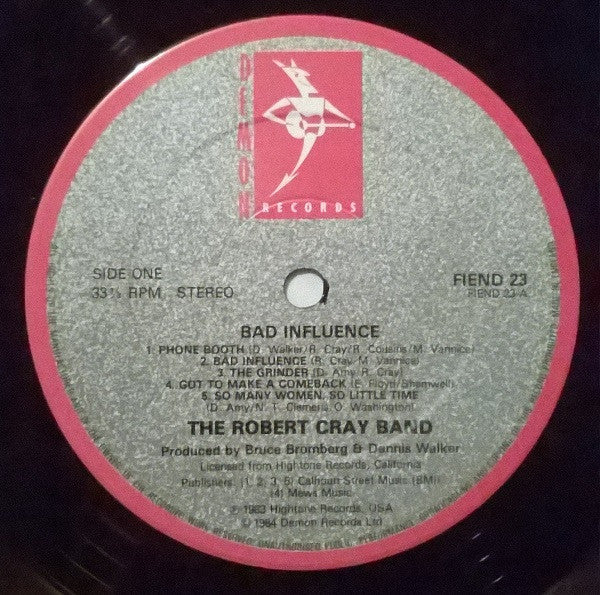 DEMON
RECORDS
SIDE ONE
33⅓ RPM STEREO
FIEND 23
FIEND 23 A
BAD INFLUENCE
1. PHONE BOOTH (D. Walker/R. Cray/R. Cousins/M. Vannice)
2. BAD INFLUENCE (R. Cray, M. Vannice)
3. THE GRINDER (D. Amy/R. Cray)
4. GOT TO MAKE A COMEBACK (E. Floyd/Shamwell)
5. SO MANY WOMEN, SO LITTLE TIME
(D. Amy/N. T. Clemens, O. Washington)
THE ROBERT CRAY BAND
Produced by Bruce Bromberg & Dennis Walker
Licensed from Hightone Records, California
Publishers: (1, 2, 3, 5) Calhoun Street Music (BMI)
(4) Mews Music
℗ 1983 Hightone Records, USA
© 1984 Demon Records Ltd